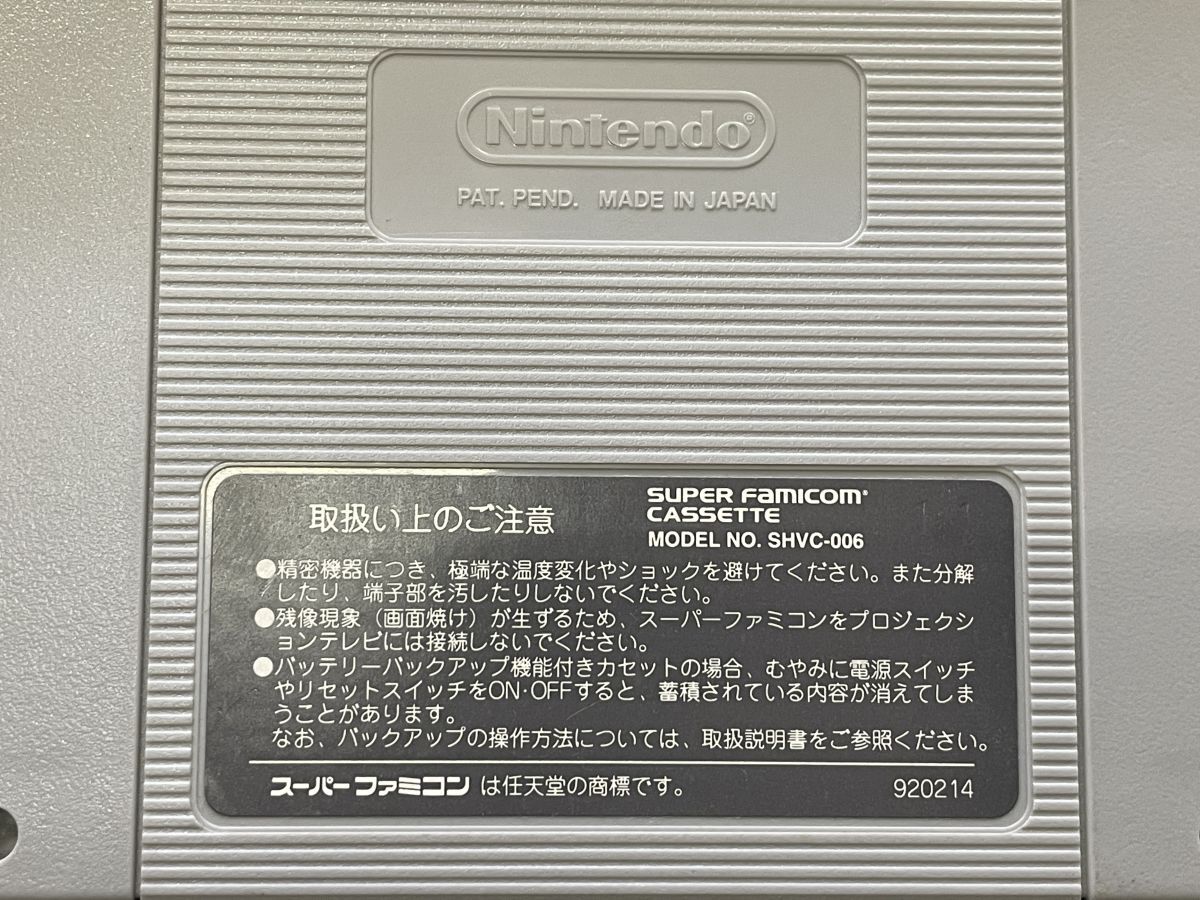 Nintendo®
PAT. PEND. MADE IN JAPAN
取扱い上のご注意
SUPER FAMICOM®
CASSETTE
MODEL NO. SHVC-006
●精密機器につき、極端な温度変化やショックを避けてください。また分解
したり、端子部を汚したりしないでください。
●残像現象（画面焼け）が生ずるため、スーパーファミコンをプロジェクシ
ョンテレビには接続しないでください。
●バッテリーバックアップ機能付きカセットの場合、むやみに電源スイッチ
やリセットスイッチをON·OFFすると、蓄積されている内容が消えてしま
うことがあります。
なお、バックアップの操作方法については、取扱説明書をご参照ください。
スーパーファミコン は任天堂の商標です。
920214